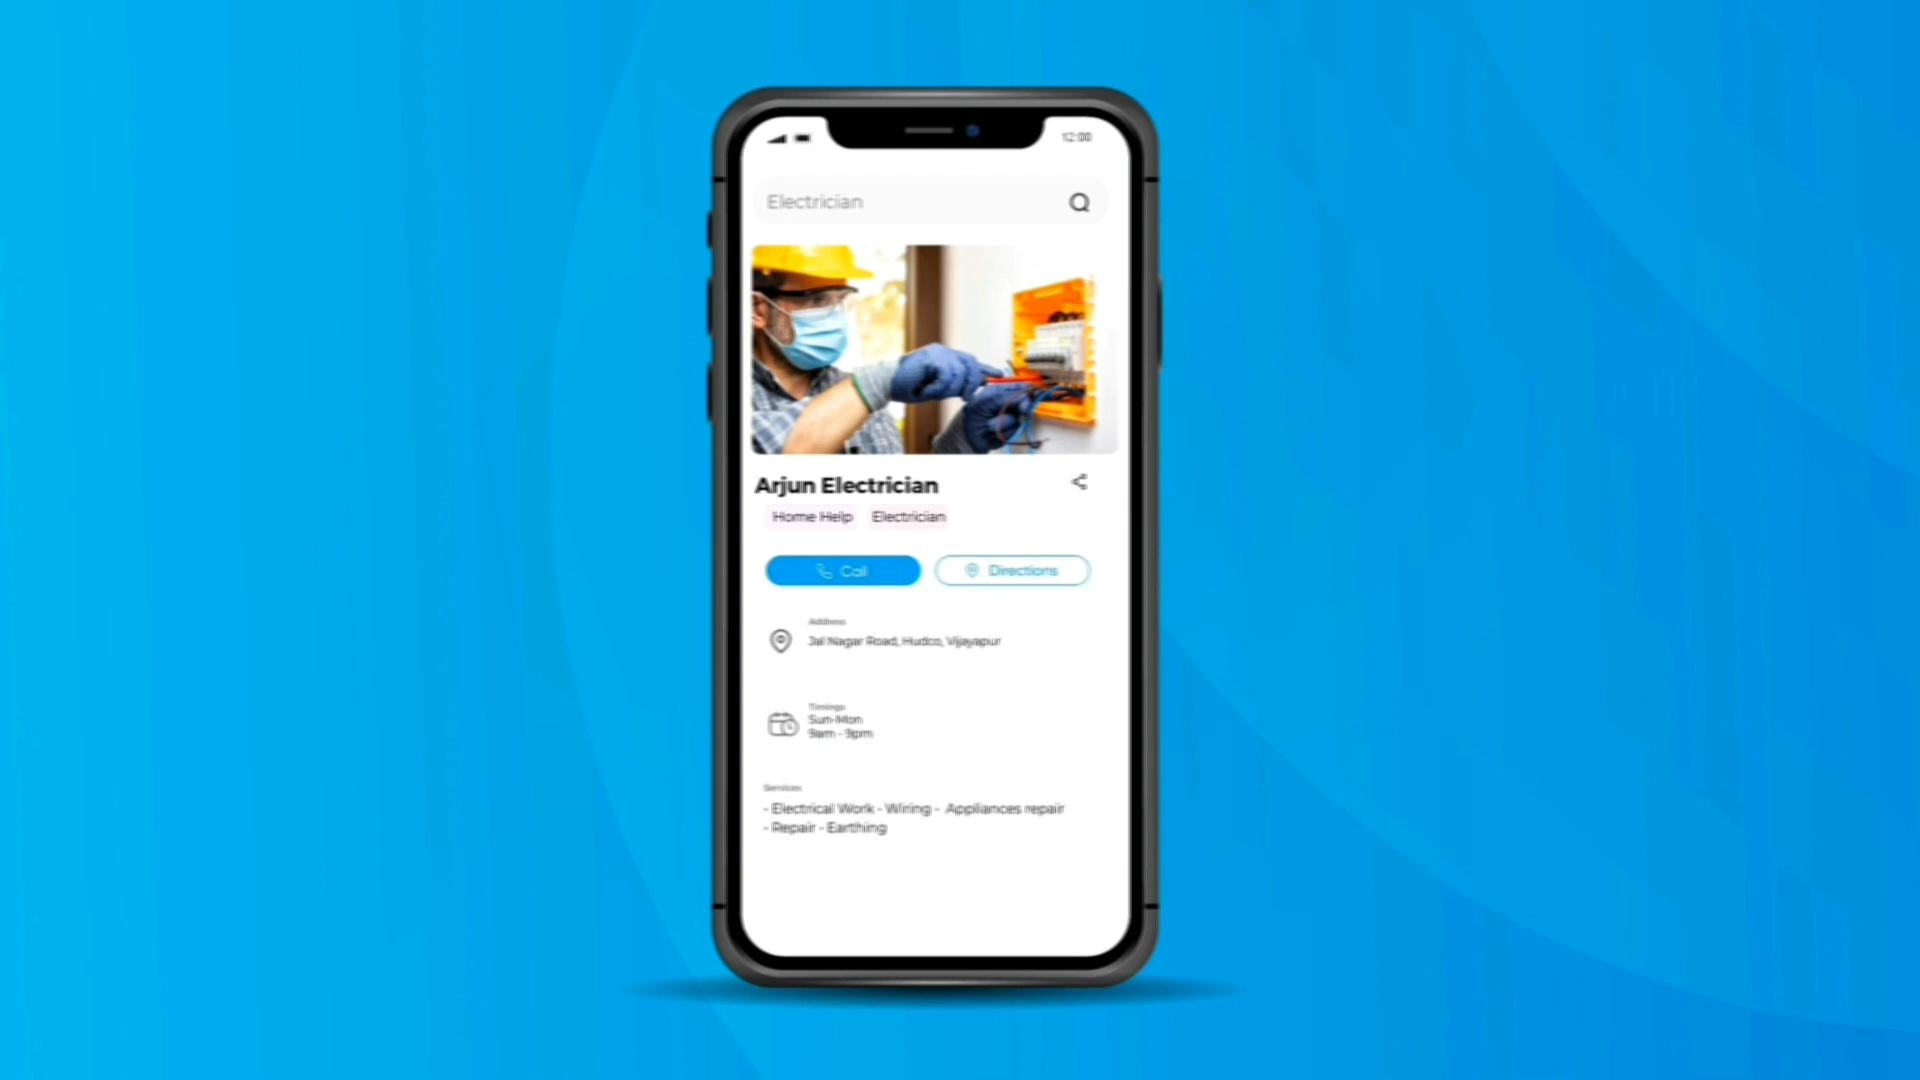 12:00
Electrician
Arjun Electrician
Home Help Electrician
Call Directions
Address
Jal Nagar Road, Hudco, Vijayapur
Timings
Sun-Mon
9am - 9pm
Services
- Electrical Work - Wiring - Appliances repair
- Repair - Earthing